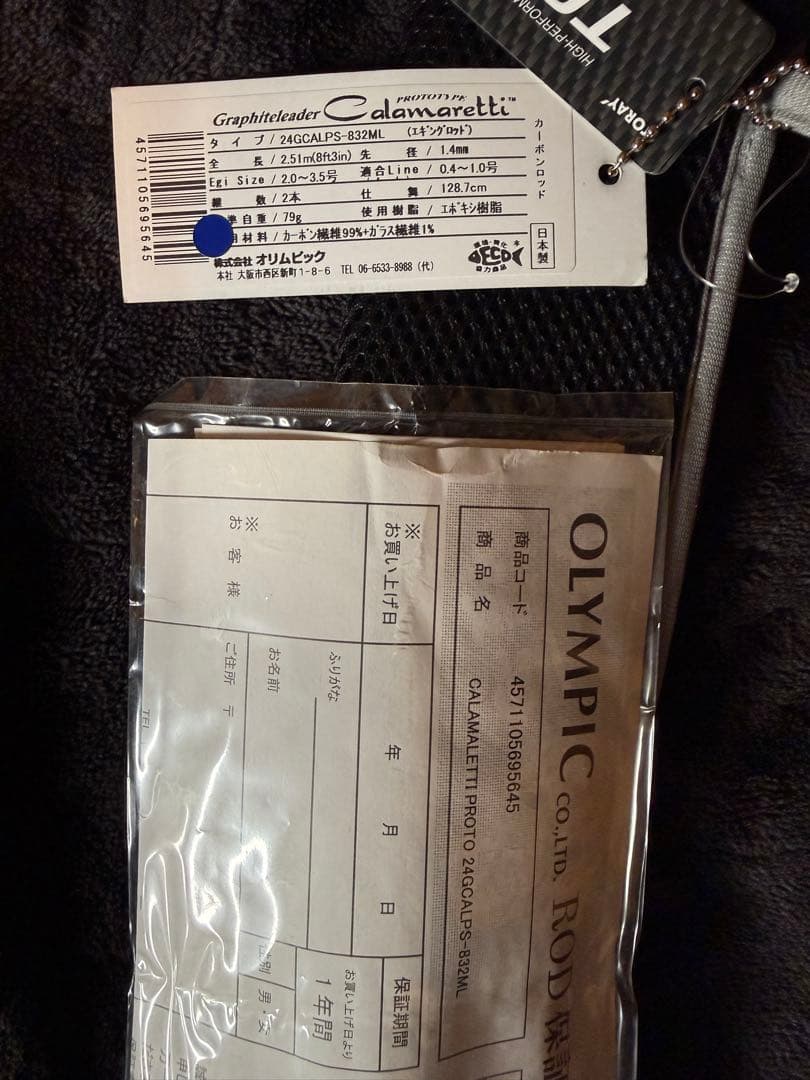 HIGH-PERFORM
TORAY
PROTOTYPE
Graphiteleader Calamaretti™
タイプ / 24GCALPS-832ML (エギングロッド)
全長 / 2.51m(8ft3in) 先径 / 1.4mm
Egi Size / 2.0〜3.5号 適合Line / 0.4〜1.0号
継数 / 2本 仕舞 / 128.7cm
準自重 / 79g 使用樹脂 / エポキシ樹脂
材料 / カーボン繊維99%+ガラス繊維1%
株式会社 オリムピック
本社 大阪市西区新町1-8-6 TEL 06-6533-8988 (代)
カーボンロッド
日本製
ECO
4571105695645
OLYMPIC CO.,LTD. ROD 保証
商品コード 4571105695645
商品名 CALAMALETTI PROTO 24GCALPS-832ML
※お買い上げ日 年 月 日
保証期間
お買い上げ日より
1年間
※お客様
ふりがな
お名前
性別 男・女
ご住所 〒
TEL